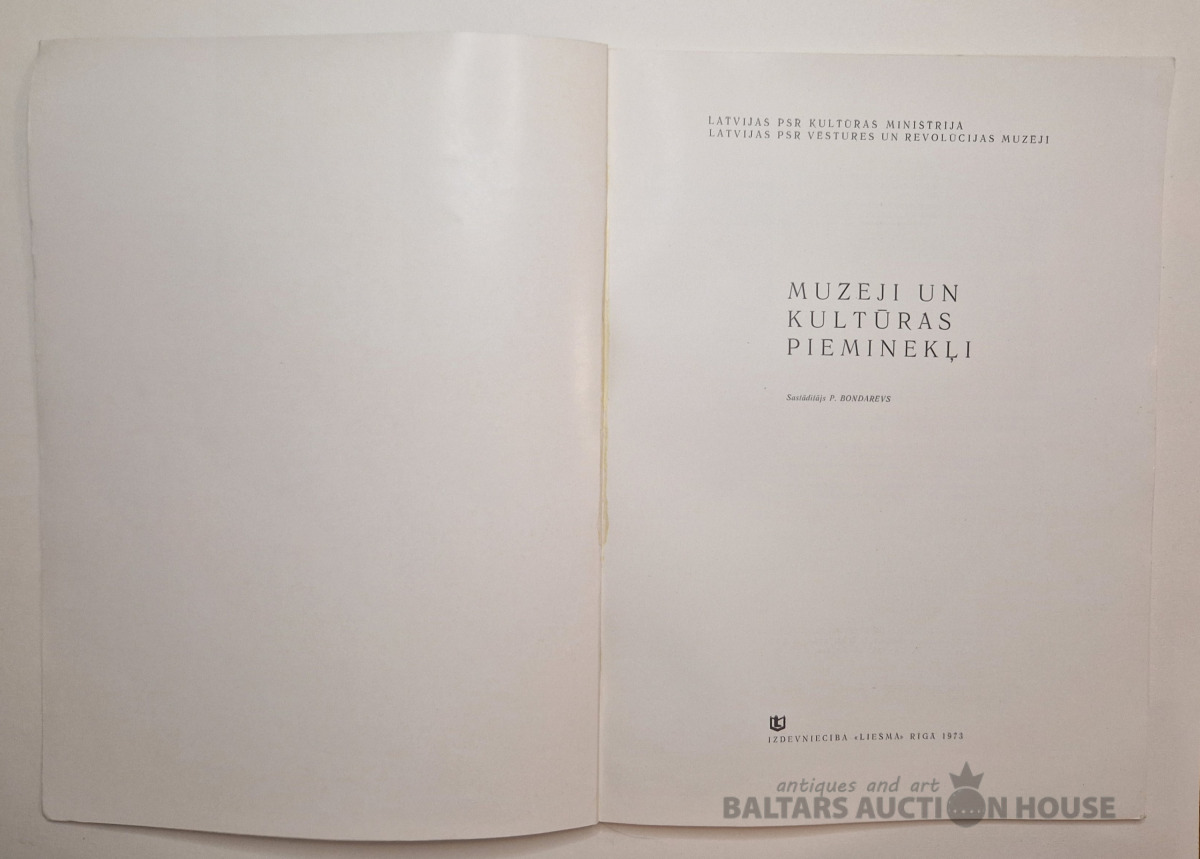 LATVIJAS PSR KULTŪRAS MINISTRIJA
LATVIJAS PSR VĒSTURES UN REVOLŪCIJAS MUZEJI
MUZEJI UN
KULTŪRAS
PIEMINEKĻI
Sastādītājs P. BONDAREVS
IZDEVNIECĪBA «LIESMA» RĪGĀ 1973
antiques and art
BALTARS AUCTION HOUSE